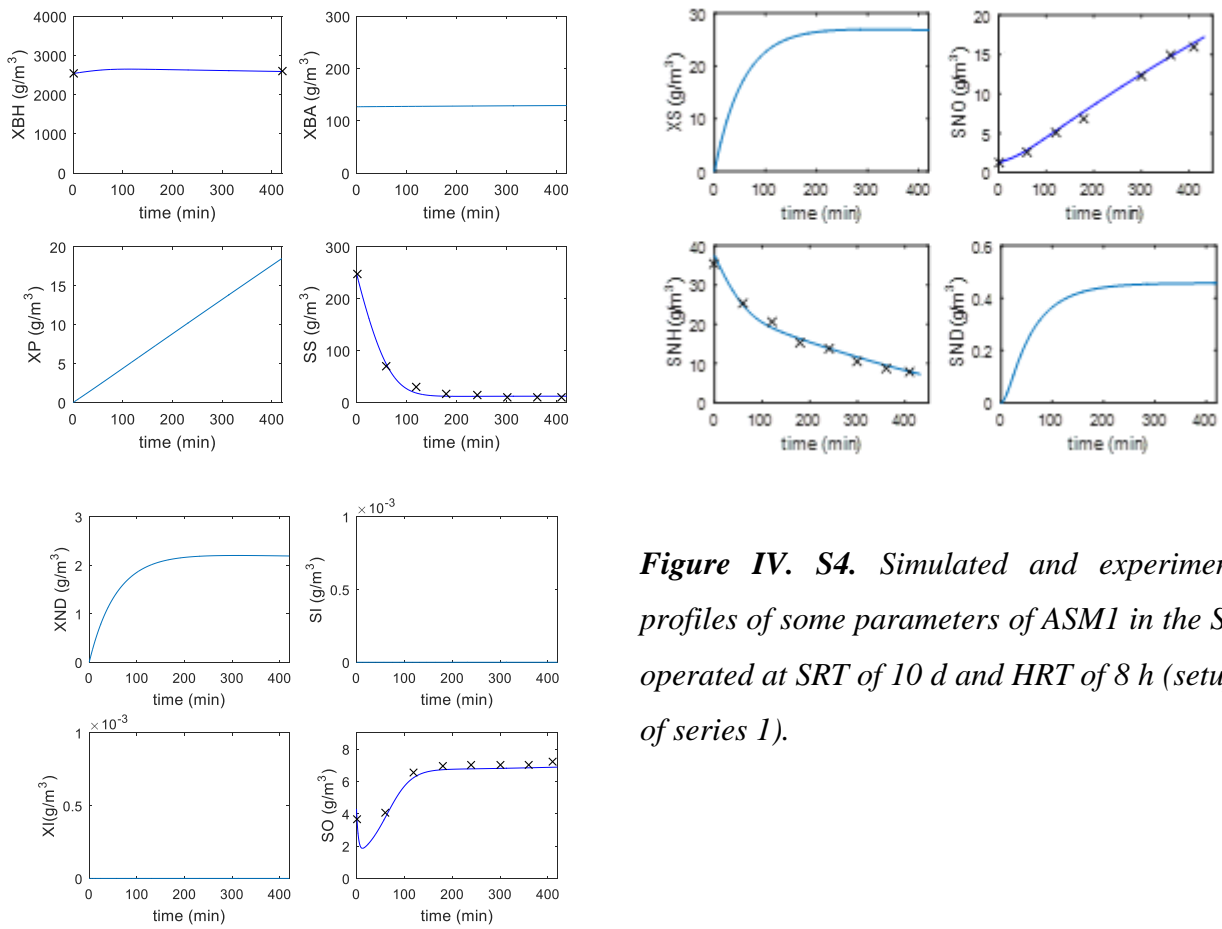 4000
3000
2000
1000
0
XBH (g/m³)
0 100 200 300 400
time (min)
300
200
100
0
XBA (g/m³)
0 100 200 300 400
time (min)
30
20
10
0
XS (g/m³)
0 100 200 300 400
time (min)
20
15
10
5
0
SNO (g/m³)
0 100 200 300 400
time (min)
20
15
10
5
0
XP (g/m³)
0 100 200 300 400
time (min)
300
200
100
0
SS (g/m³)
0 100 200 300 400
time (min)
40
30
20
10
0
SNH(g/m³)
0 100 200 300 400
time (min)
0.6
0.4
0.2
0
SND(g/m³)
0 100 200 300 400
time (min)
3
2
1
0
XND (g/m³)
0 100 200 300 400
time (min)
×10⁻³
1
0.5
0
SI (g/m³)
0 100 200 300 400
time (min)
×10⁻³
1
0.5
0
XI(g/m³)
0 100 200 300 400
time (min)
8
6
4
2
0
SO (g/m³)
0 100 200 300 400
time (min)
Figure IV. S4. Simulated and experimen
profiles of some parameters of ASM1 in the S
operated at SRT of 10 d and HRT of 8 h (setu
of series 1).